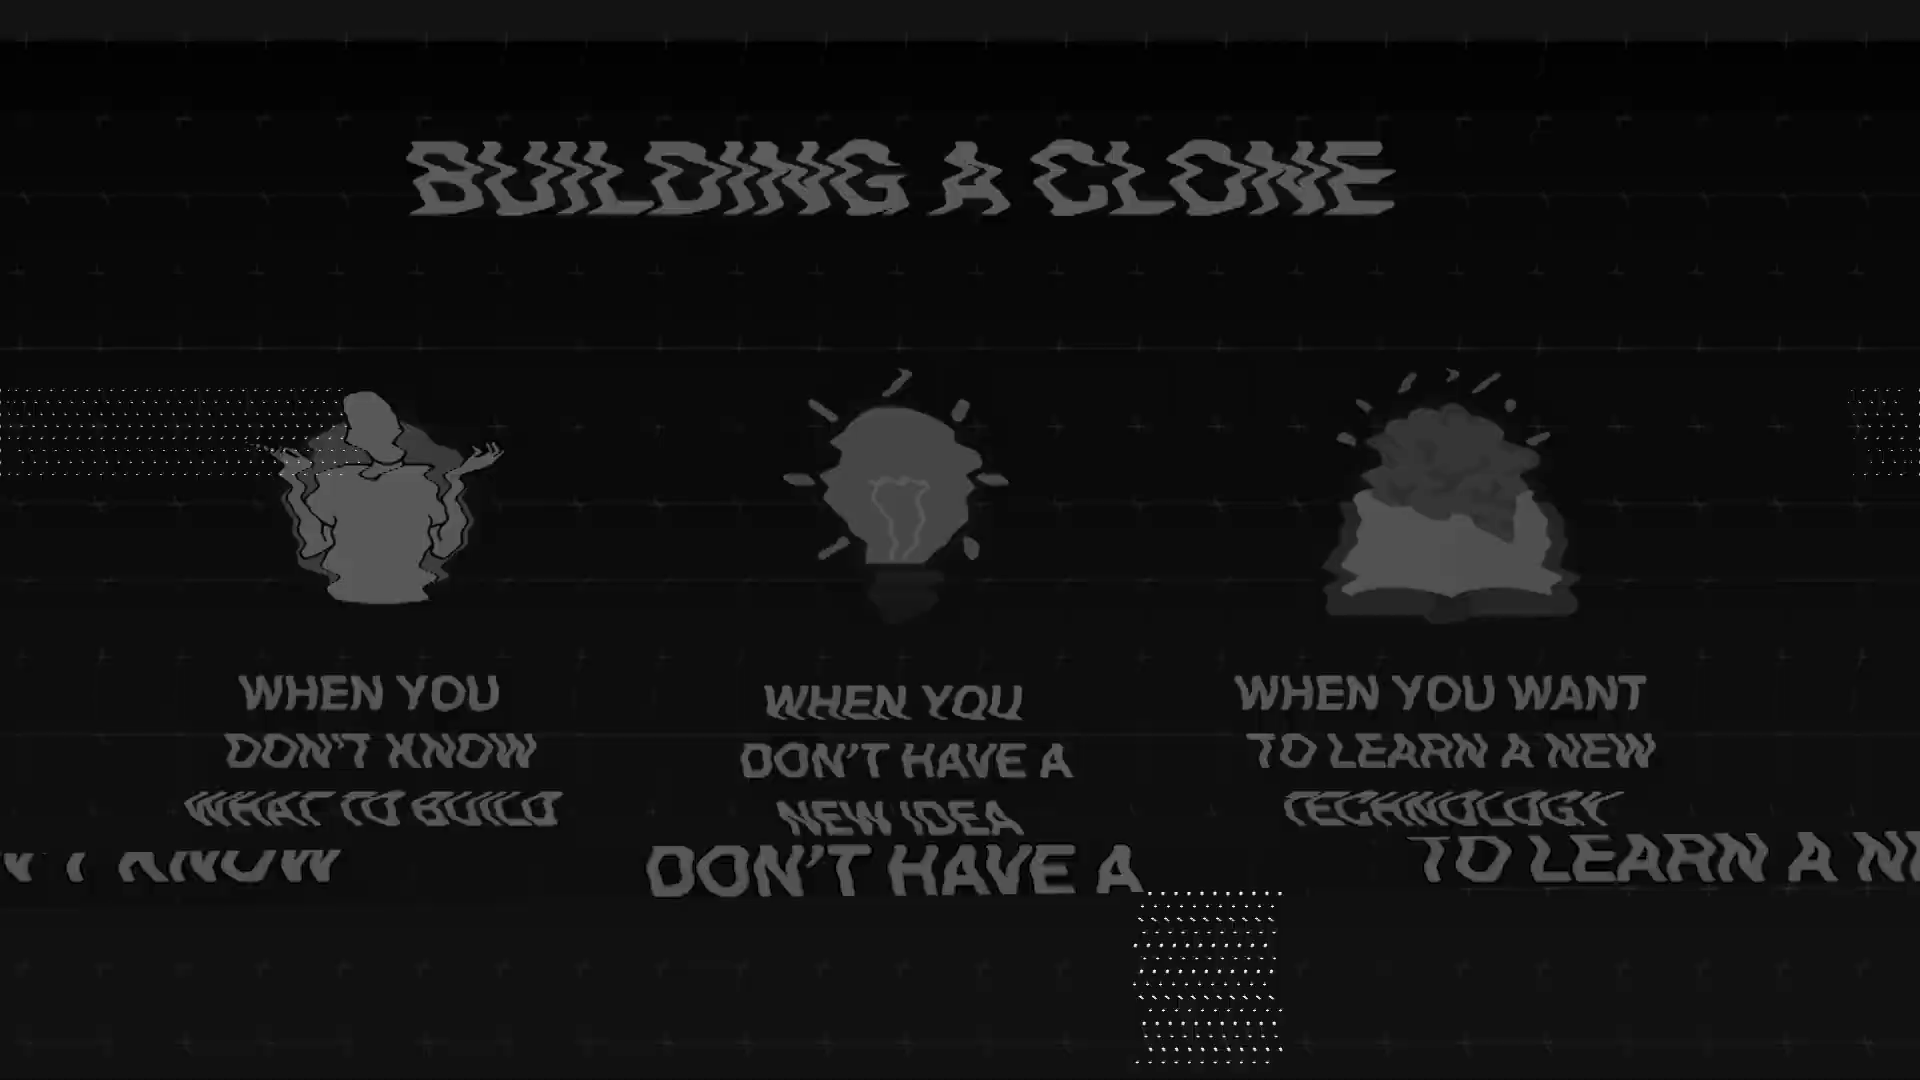 BUILDING A CLONE
WHEN YOU
DON'T KNOW
WHAT TO BUILD
WHEN YOU
DON'T HAVE A
NEW IDEA
WHEN YOU WANT
TO LEARN A NEW
TECHNOLOGY
N'T KNOW
DON'T HAVE A
TO LEARN A NE